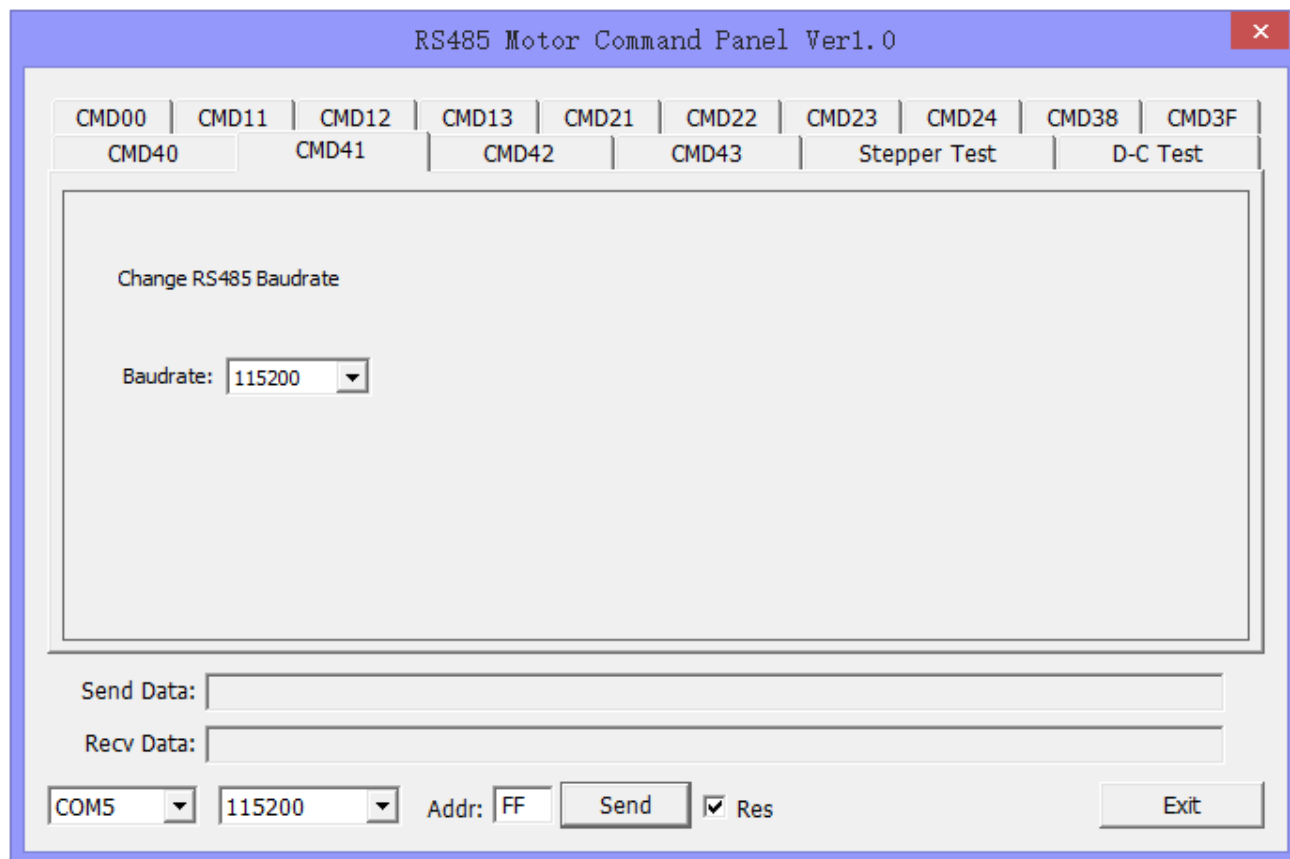 RS485 Motor Command Panel Ver1.0
CMD00 CMD11 CMD12 CMD13 CMD21 CMD22 CMD23 CMD24 CMD38 CMD3F
CMD40 CMD41 CMD42 CMD43 Stepper Test D-C Test
Change RS485 Baudrate
Baudrate: 115200
Send Data:
Recv Data:
COM5 115200 Addr: FF Send Res Exit